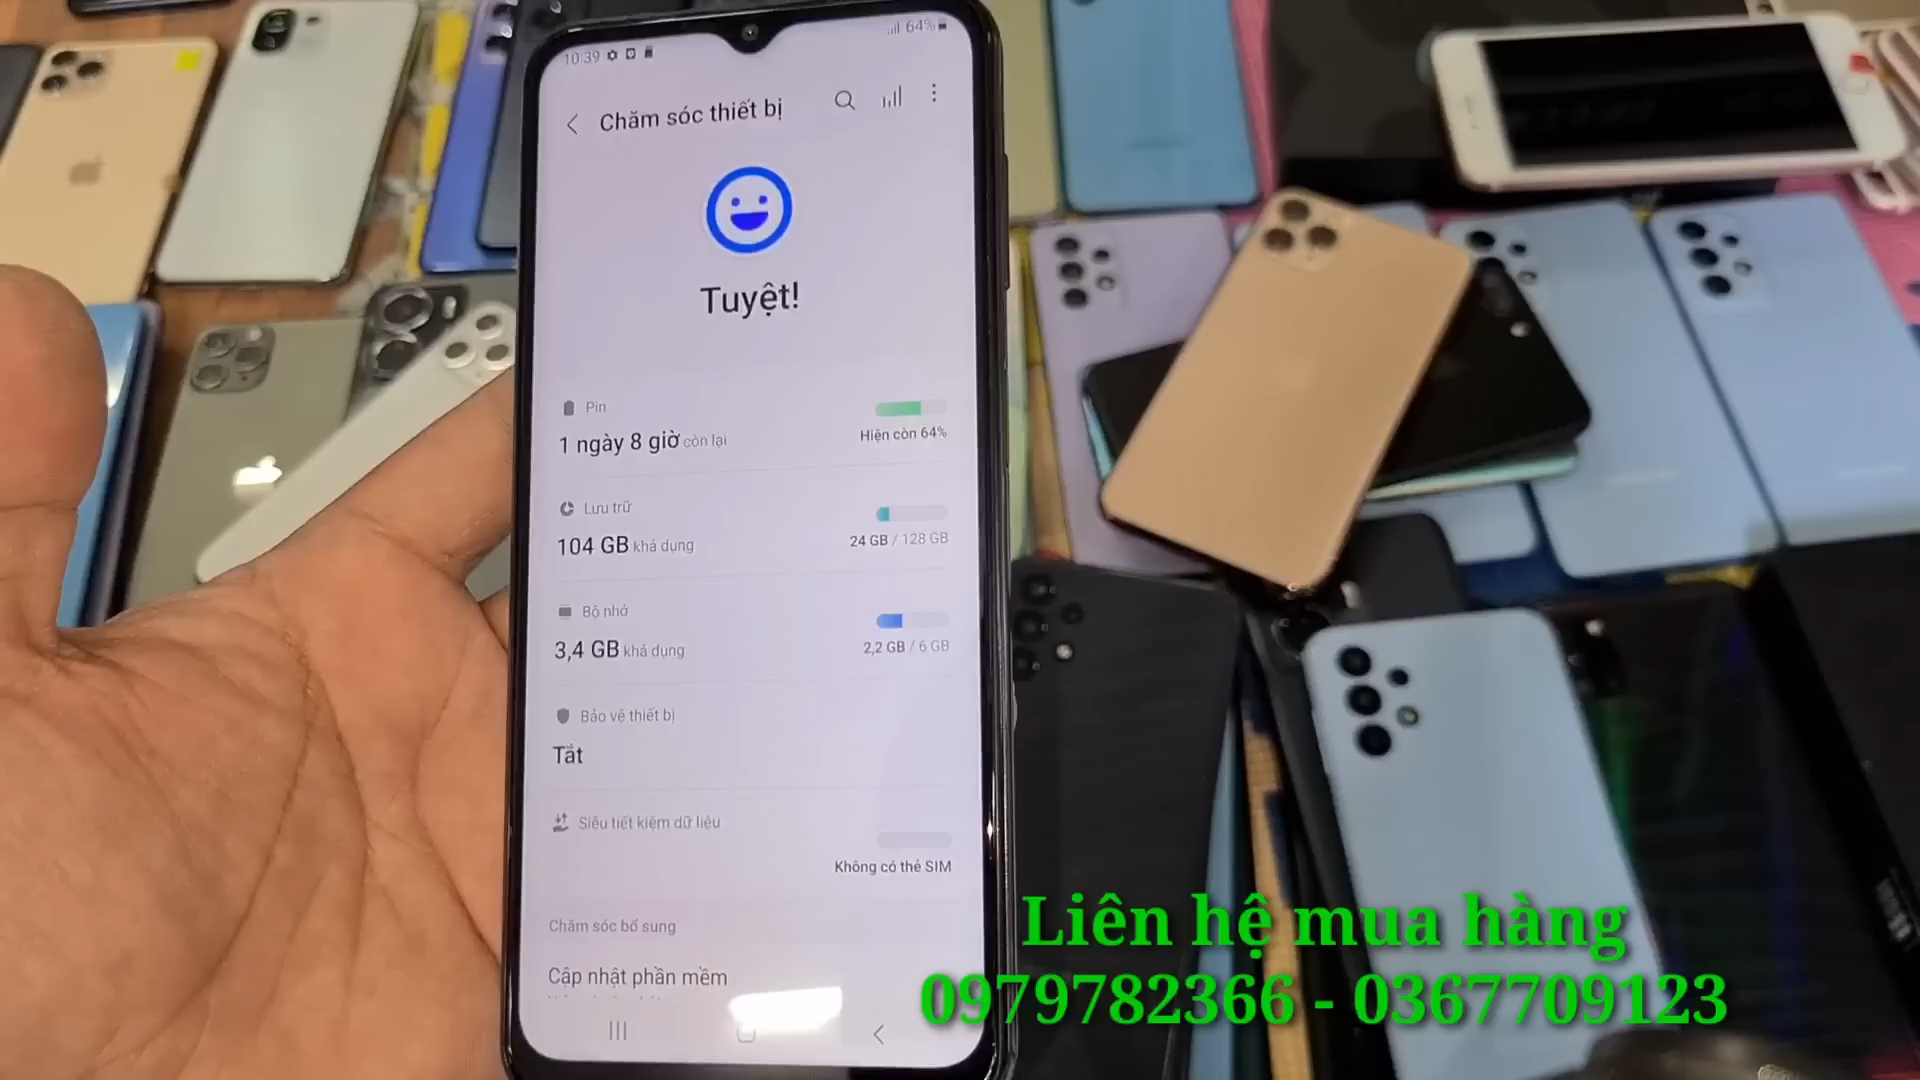 10:39
64%
Chăm sóc thiết bị
Tuyệt!
Pin
1 ngày 8 giờ còn lại
Hiện còn 64%
Lưu trữ
104 GB khả dụng
24 GB / 128 GB
Bộ nhớ
3,4 GB khả dụng
2,2 GB / 6 GB
Bảo vệ thiết bị
Tắt
Siêu tiết kiệm dữ liệu
Không có thẻ SIM
Chăm sóc bổ sung
Cập nhật phần mềm
Liên hệ mua hàng
0979782366 - 0367709123